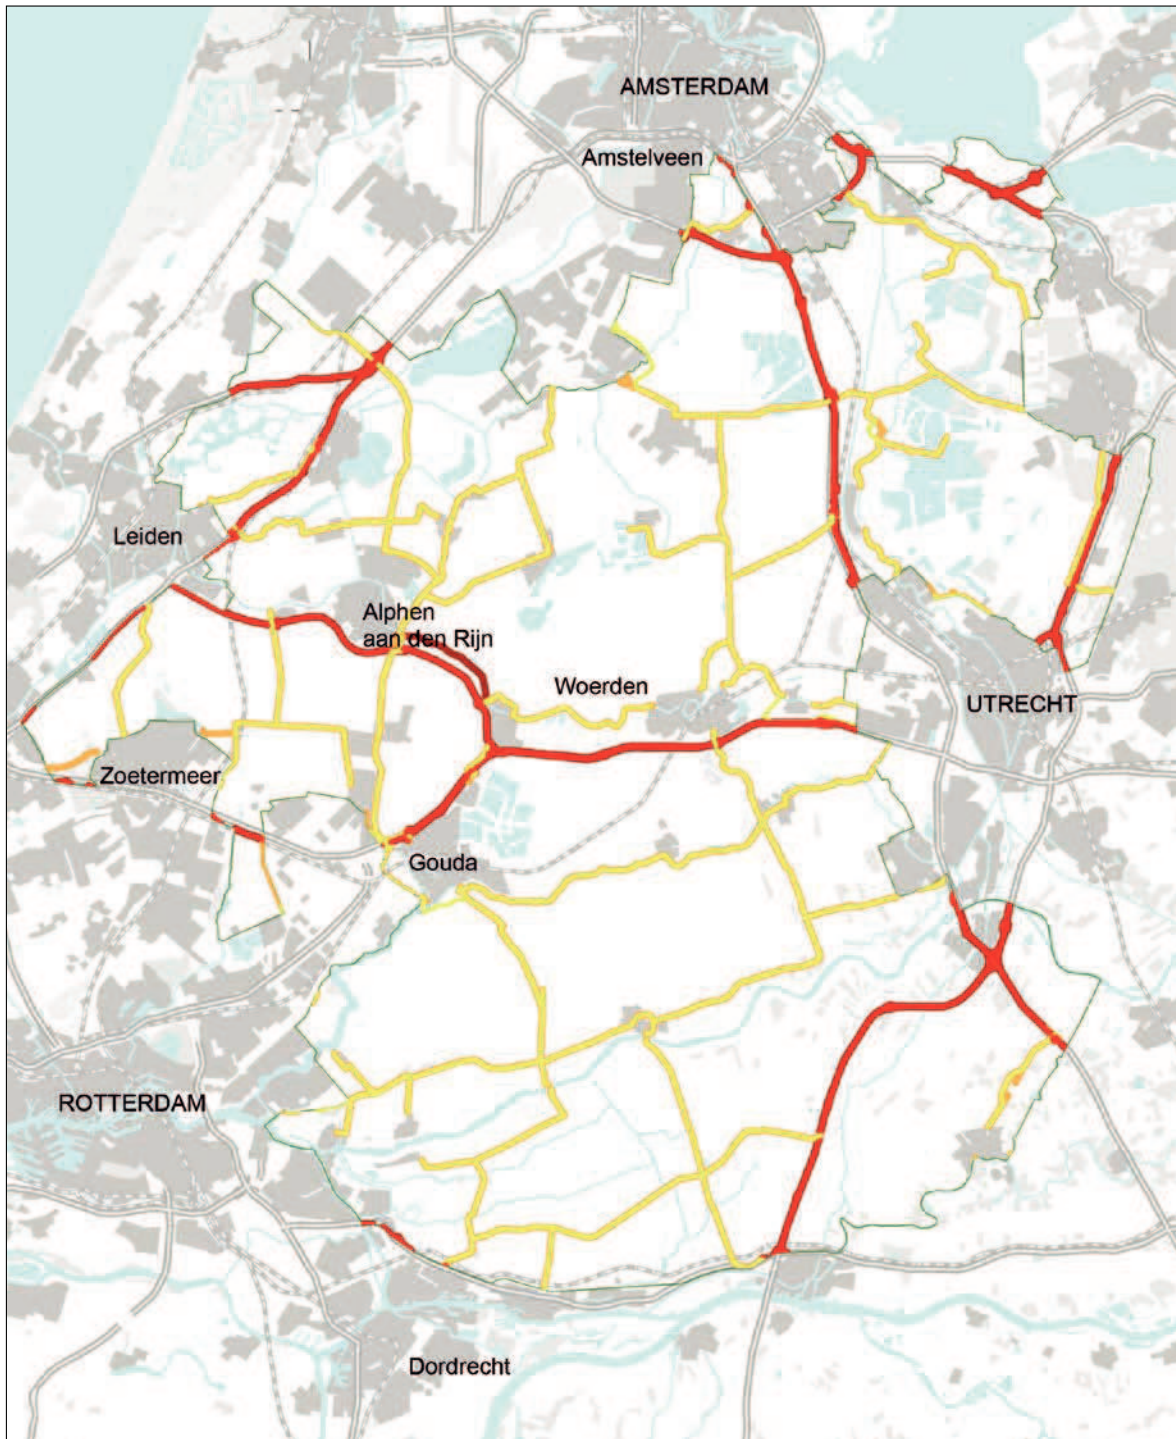 AMSTERDAM
Amstelveen
Leiden
Alphen
aan den Rijn
Woerden
UTRECHT
Zoetermeer
Gouda
ROTTERDAM
Dordrecht